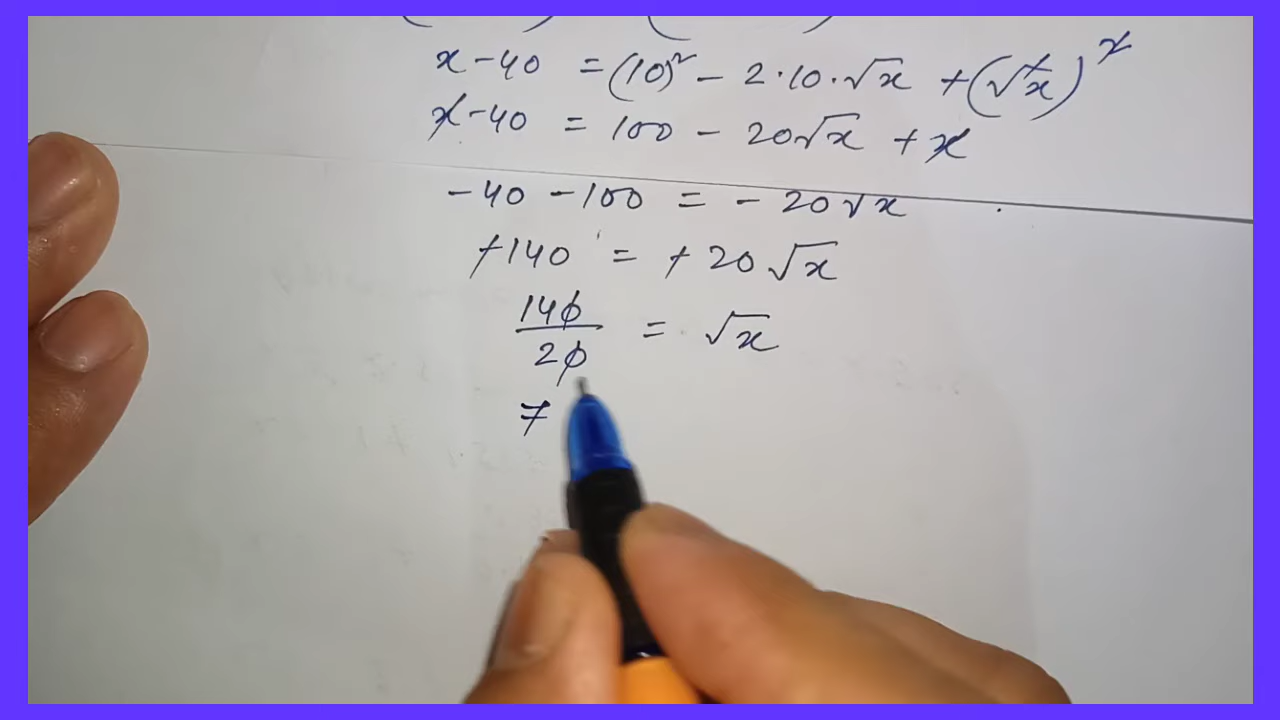 x - 40 = (10)² - 2·10·√x + (√x)²
x - 40 = 100 - 20√x + x
-40 - 100 = - 20√x
+140 = + 20√x
140/20 = √x
7